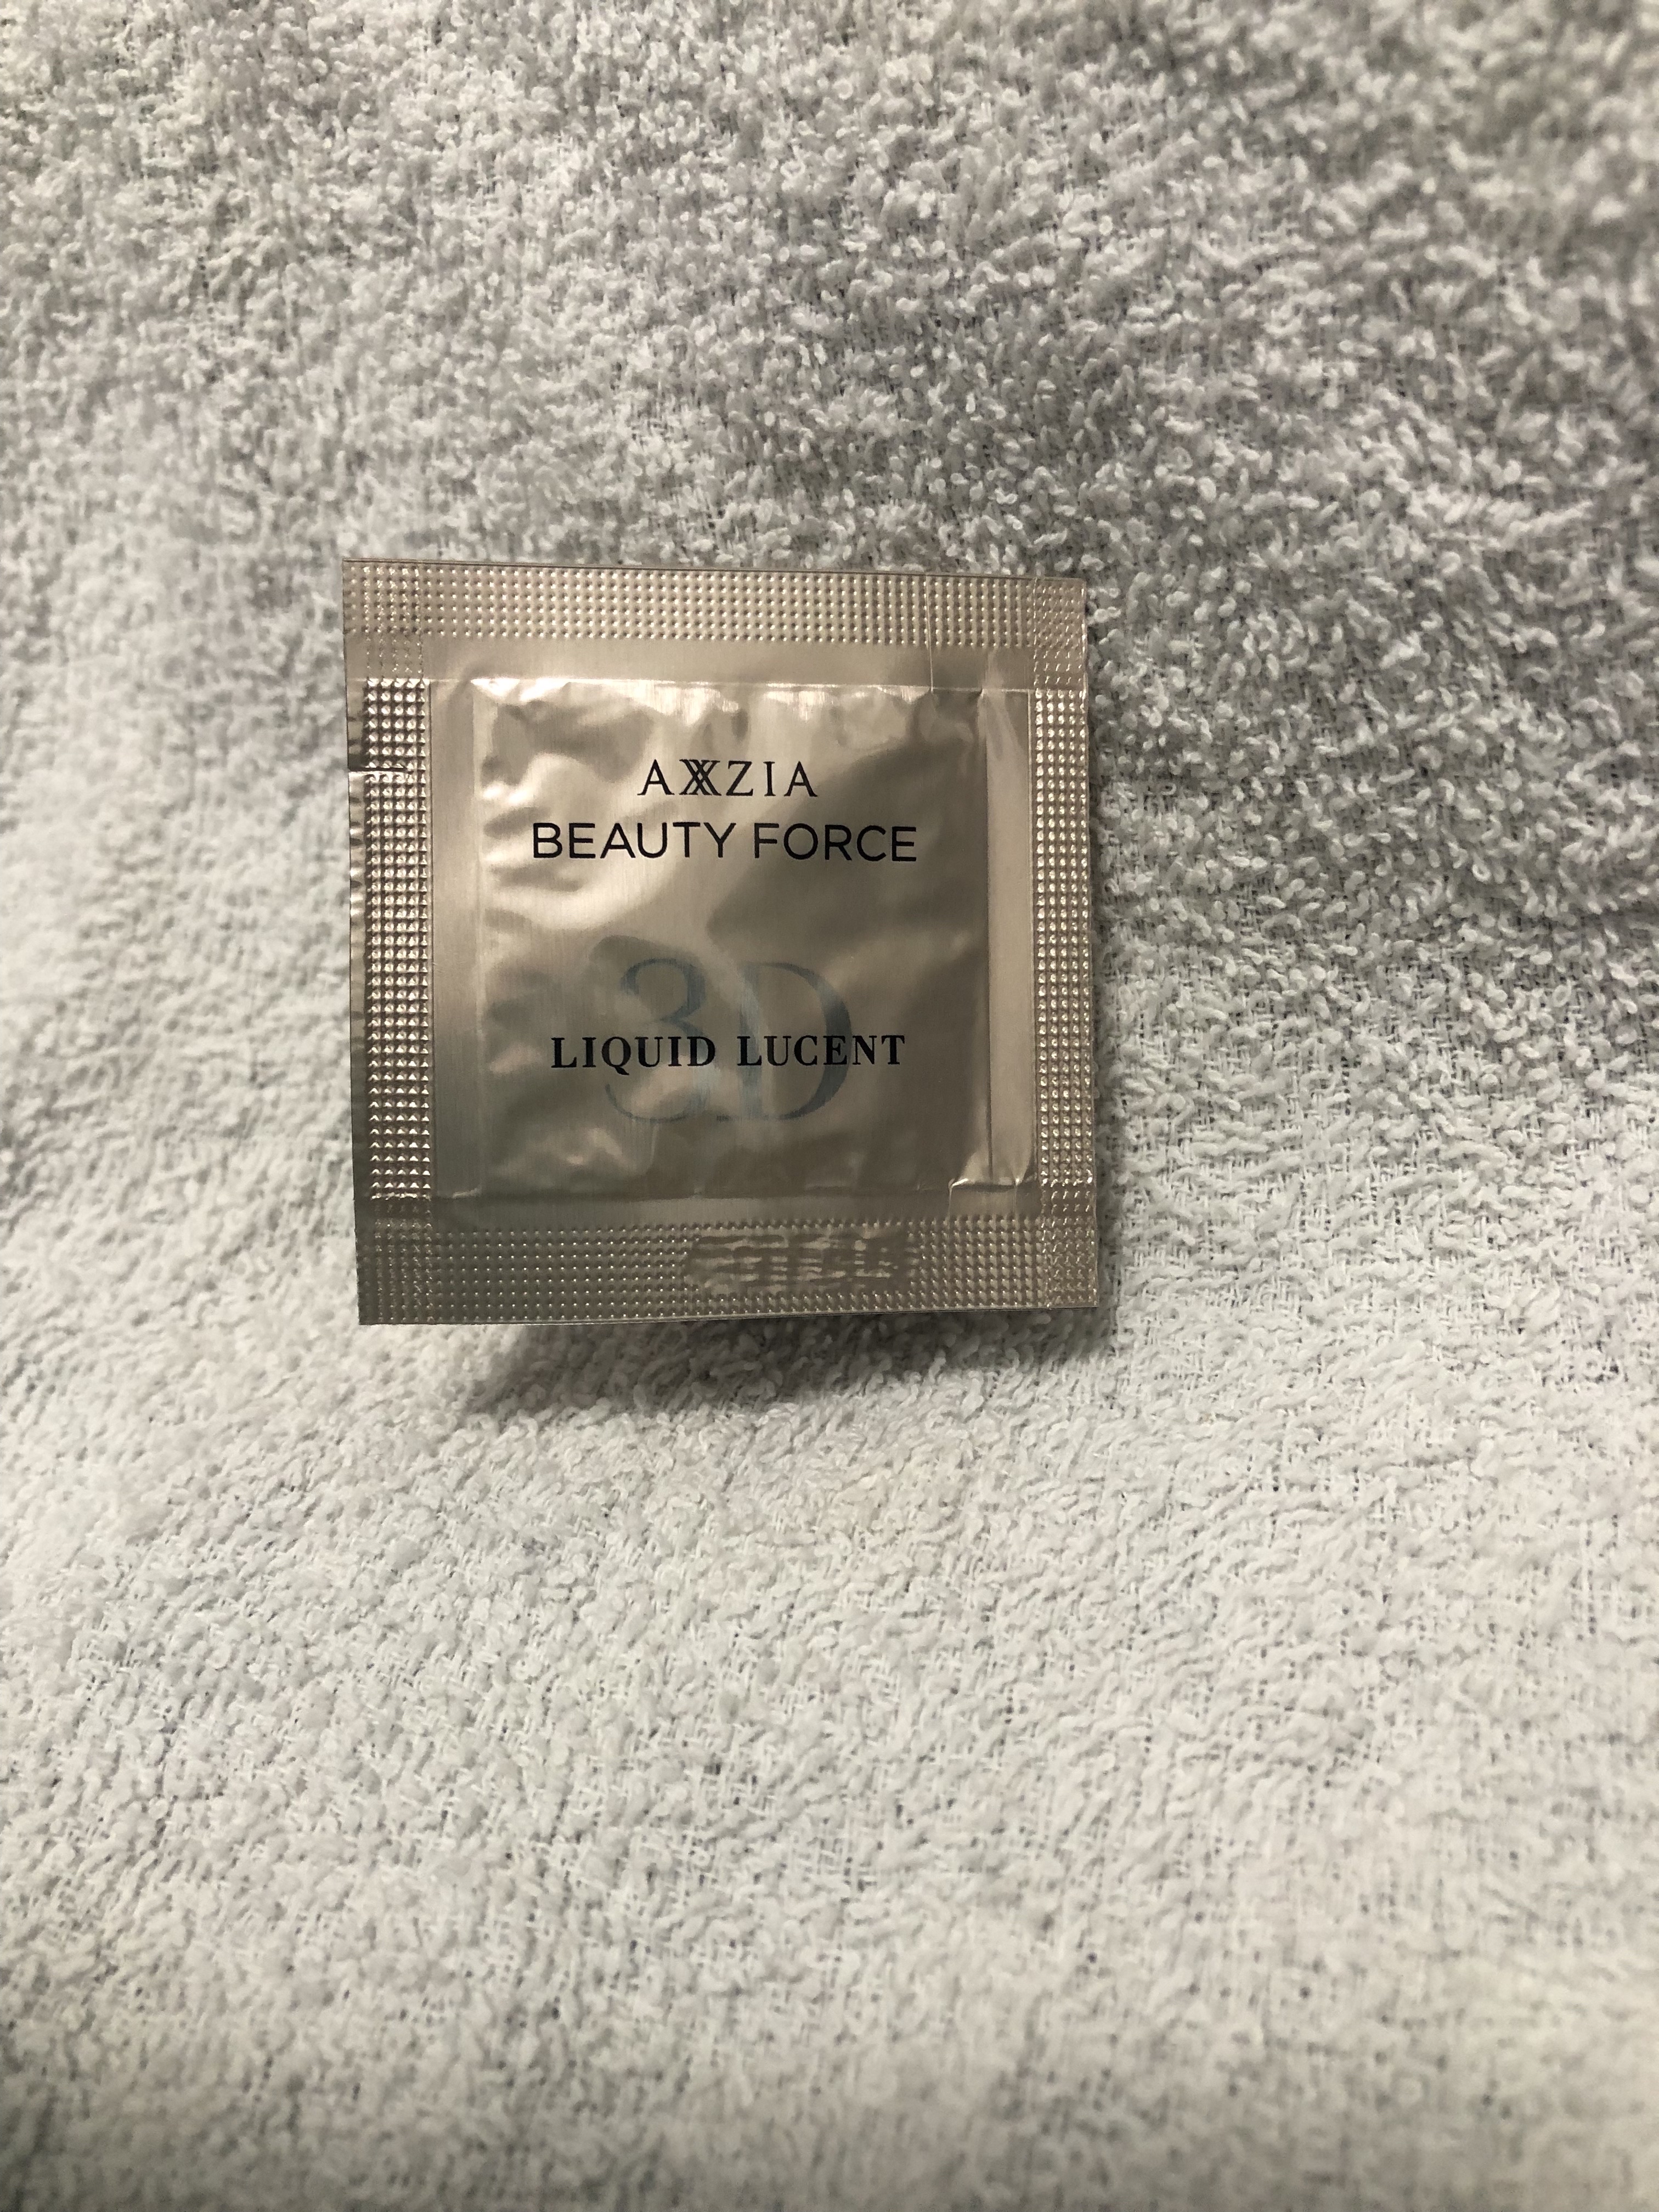 AXXZIA
BEAUTY FORCE
3D
LIQUID LUCENT